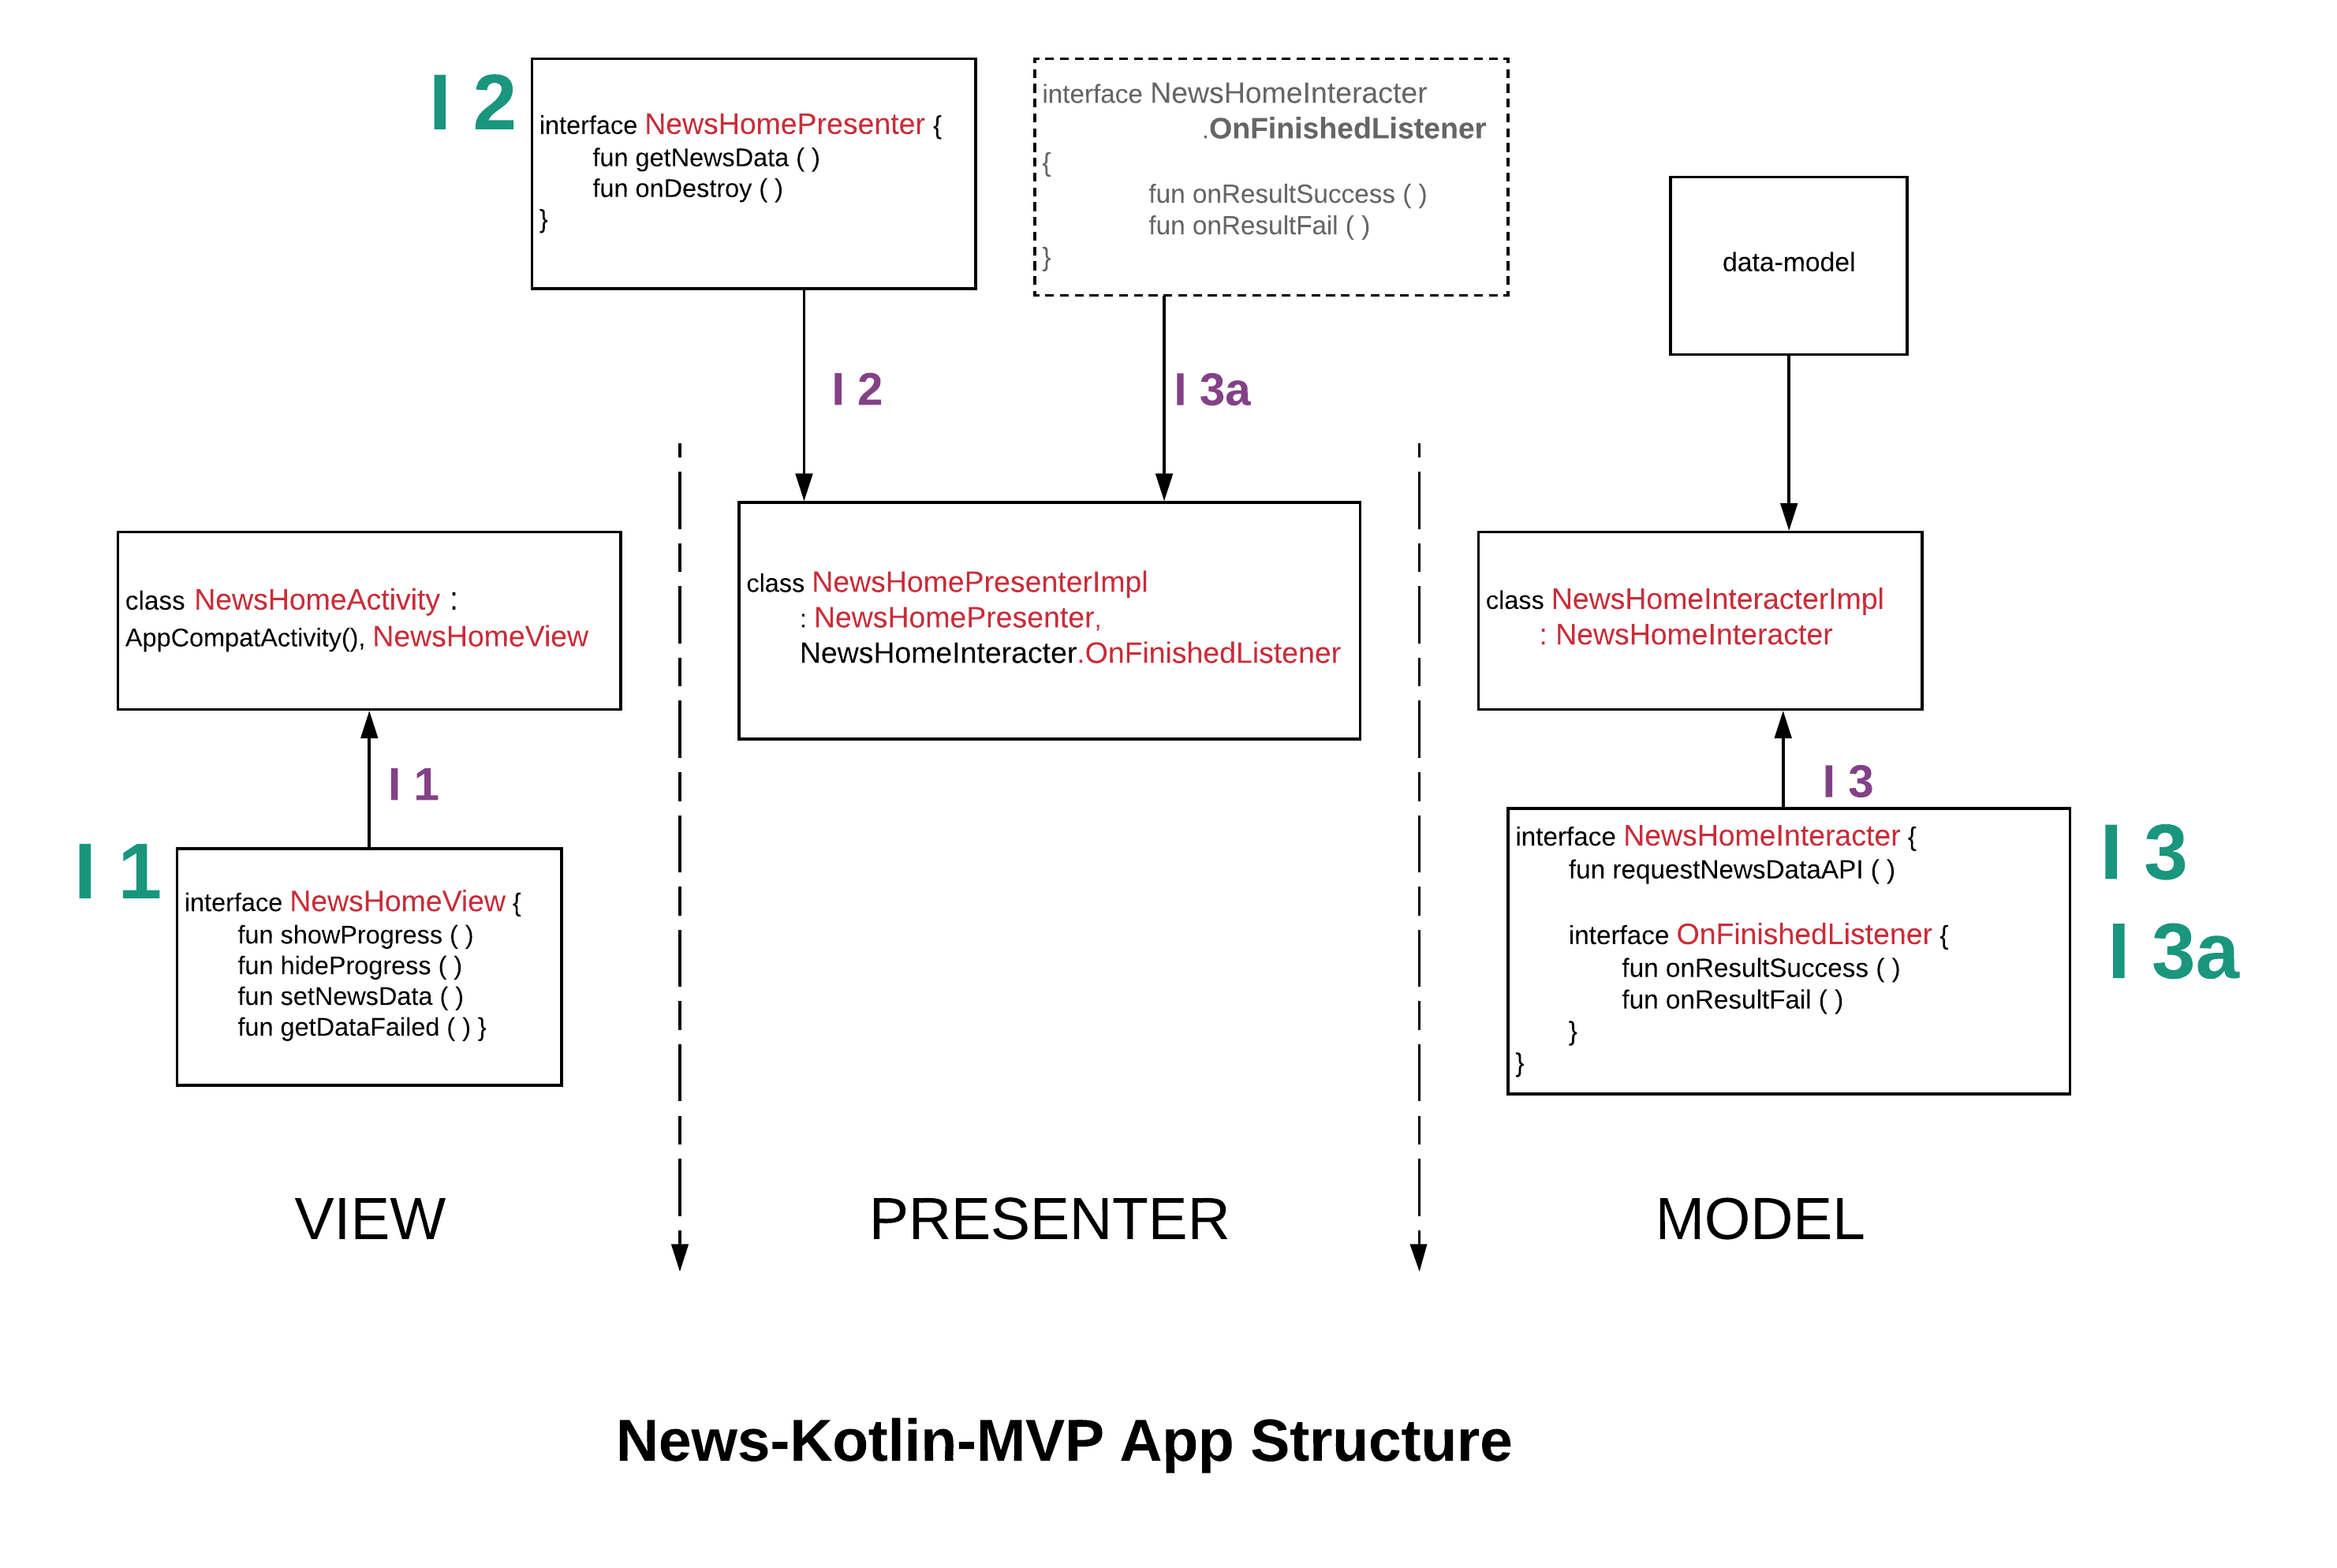 I 2
interface NewsHomePresenter {
fun getNewsData ( )
fun onDestroy ( )
}
interface NewsHomeInteracter
.OnFinishedListener
{
fun onResultSuccess ( )
fun onResultFail ( )
}
data-model
I 2
I 3a
class NewsHomeActivity :
AppCompatActivity(), NewsHomeView
class NewsHomePresenterImpl
: NewsHomePresenter,
NewsHomeInteracter.OnFinishedListener
class NewsHomeInteracterImpl
: NewsHomeInteracter
I 1
I 3
I 1
interface NewsHomeView {
fun showProgress ( )
fun hideProgress ( )
fun setNewsData ( )
fun getDataFailed ( ) }
interface NewsHomeInteracter {
fun requestNewsDataAPI ( )
interface OnFinishedListener {
fun onResultSuccess ( )
fun onResultFail ( )
}
}
I 3
I 3a
VIEW
PRESENTER
MODEL
News-Kotlin-MVP App Structure